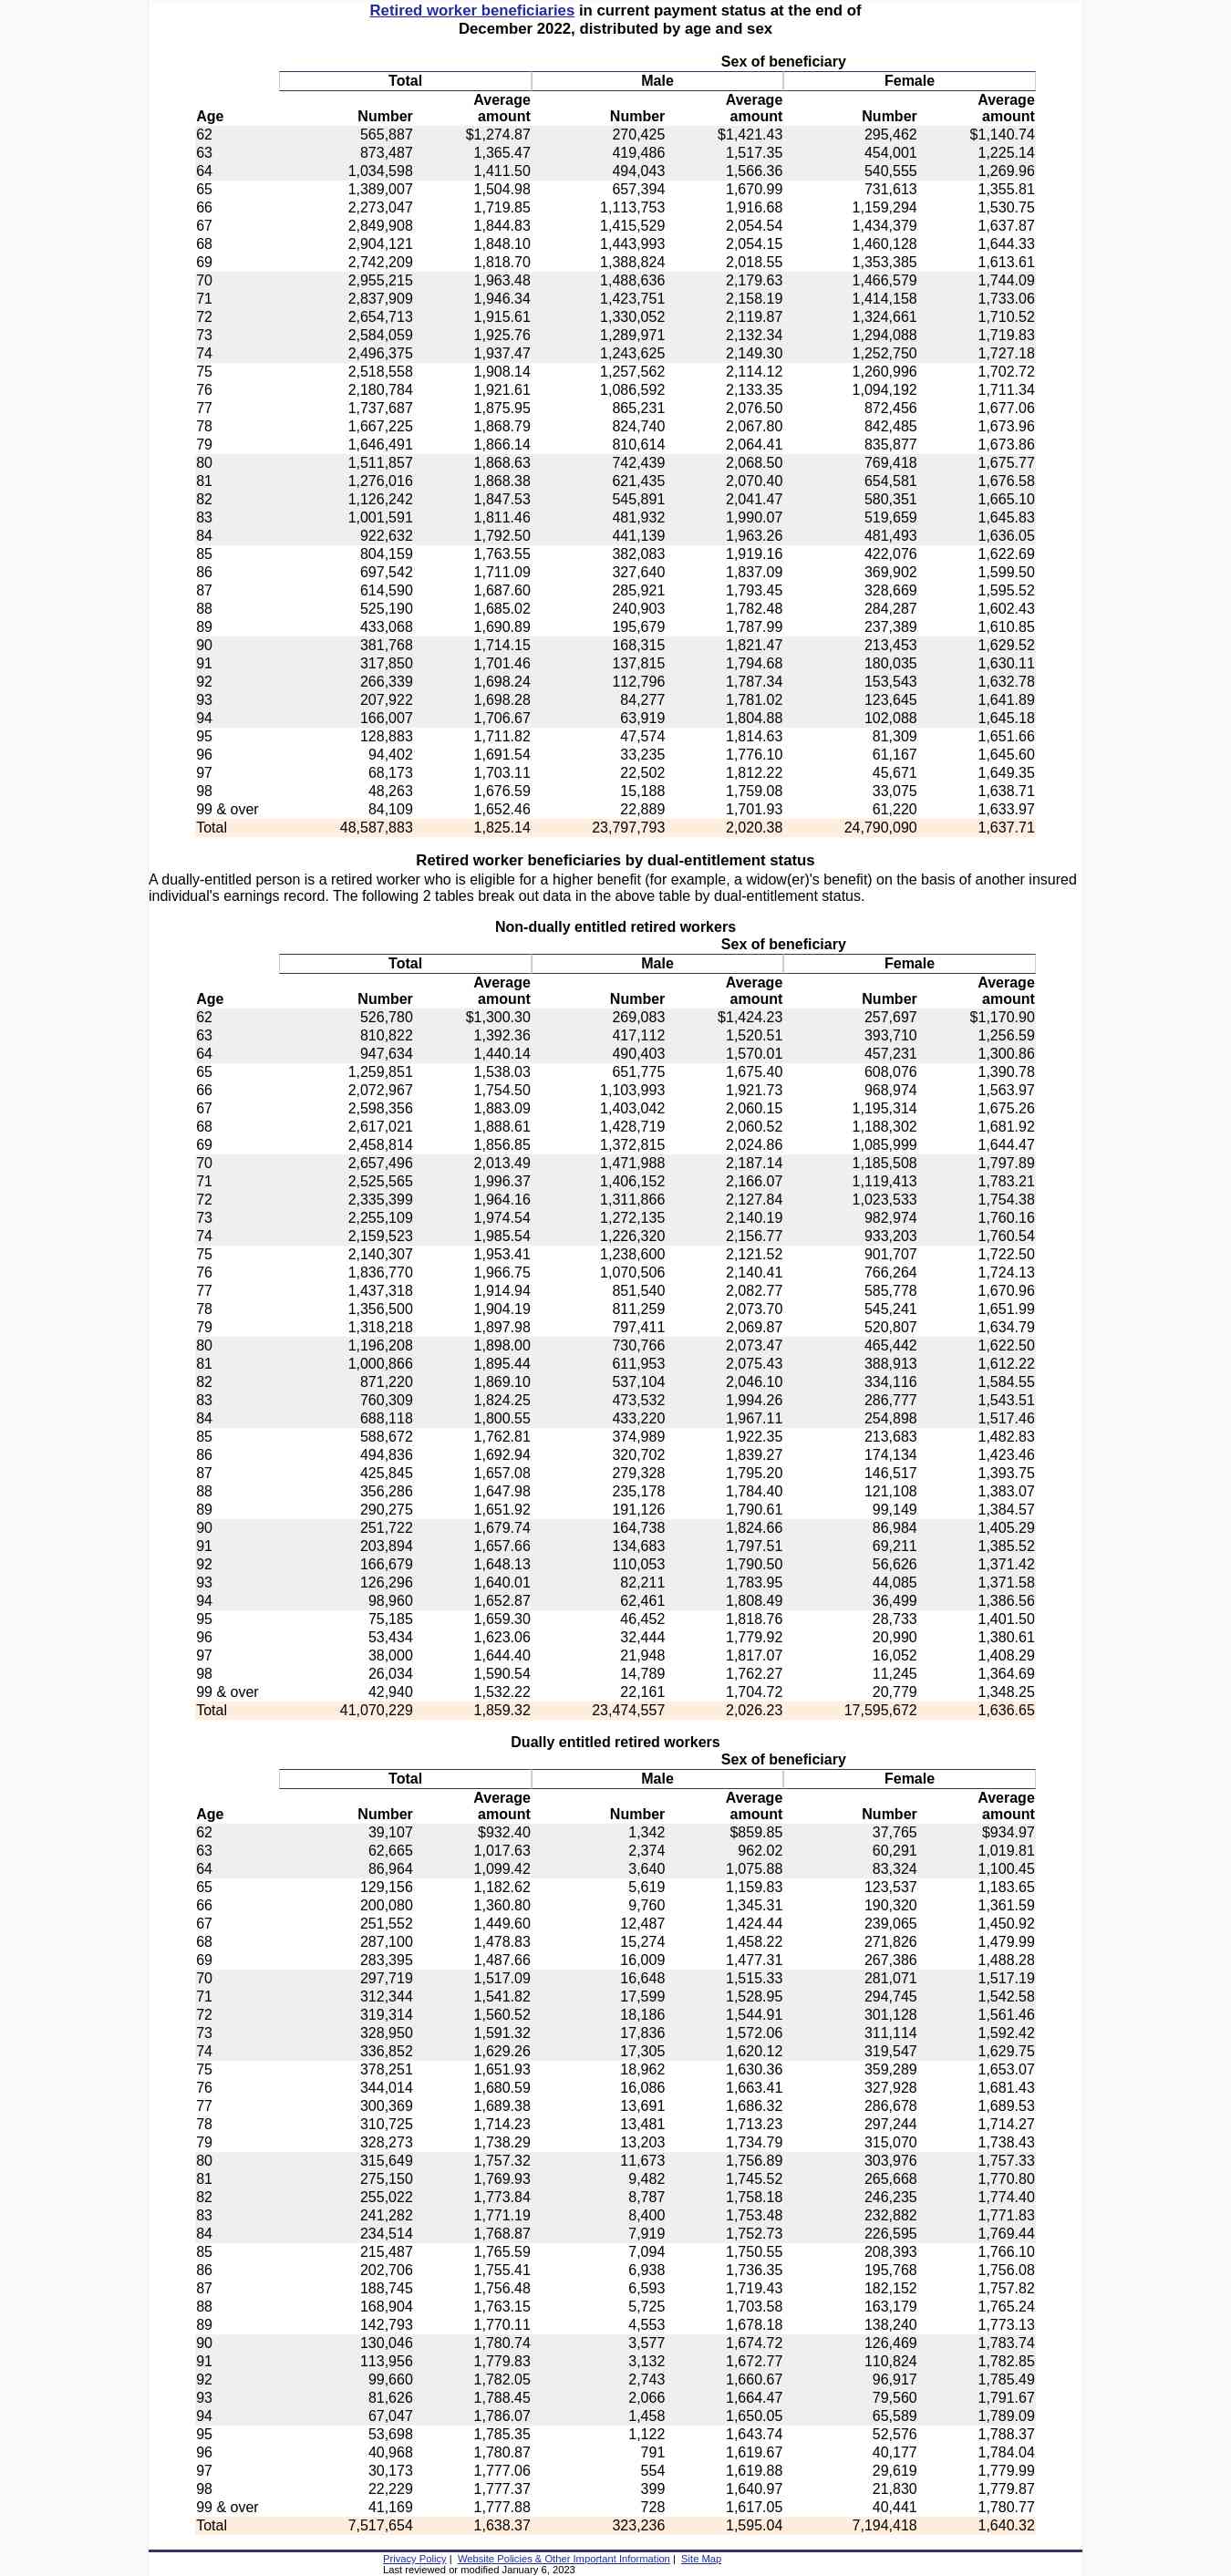 Retired worker beneficiaries in current payment status at the end of
December 2022, distributed by age and sex
Sex of beneficiary
Total Male Female
Age Number Average amount Number Average amount Number Average amount
62 565,887 $1,274.87 270,425 $1,421.43 295,462 $1,140.74
63 873,487 1,365.47 419,486 1,517.35 454,001 1,225.14
64 1,034,598 1,411.50 494,043 1,566.36 540,555 1,269.96
65 1,389,007 1,504.98 657,394 1,670.99 731,613 1,355.81
66 2,273,047 1,719.85 1,113,753 1,916.68 1,159,294 1,530.75
67 2,849,908 1,844.83 1,415,529 2,054.54 1,434,379 1,637.87
68 2,904,121 1,848.10 1,443,993 2,054.15 1,460,128 1,644.33
69 2,742,209 1,818.70 1,388,824 2,018.55 1,353,385 1,613.61
70 2,955,215 1,963.48 1,488,636 2,179.63 1,466,579 1,744.09
71 2,837,909 1,946.34 1,423,751 2,158.19 1,414,158 1,733.06
72 2,654,713 1,915.61 1,330,052 2,119.87 1,324,661 1,710.52
73 2,584,059 1,925.76 1,289,971 2,132.34 1,294,088 1,719.83
74 2,496,375 1,937.47 1,243,625 2,149.30 1,252,750 1,727.18
75 2,518,558 1,908.14 1,257,562 2,114.12 1,260,996 1,702.72
76 2,180,784 1,921.61 1,086,592 2,133.35 1,094,192 1,711.34
77 1,737,687 1,875.95 865,231 2,076.50 872,456 1,677.06
78 1,667,225 1,868.79 824,740 2,067.80 842,485 1,673.96
79 1,646,491 1,866.14 810,614 2,064.41 835,877 1,673.86
80 1,511,857 1,868.63 742,439 2,068.50 769,418 1,675.77
81 1,276,016 1,868.38 621,435 2,070.40 654,581 1,676.58
82 1,126,242 1,847.53 545,891 2,041.47 580,351 1,665.10
83 1,001,591 1,811.46 481,932 1,990.07 519,659 1,645.83
84 922,632 1,792.50 441,139 1,963.26 481,493 1,636.05
85 804,159 1,763.55 382,083 1,919.16 422,076 1,622.69
86 697,542 1,711.09 327,640 1,837.09 369,902 1,599.50
87 614,590 1,687.60 285,921 1,793.45 328,669 1,595.52
88 525,190 1,685.02 240,903 1,782.48 284,287 1,602.43
89 433,068 1,690.89 195,679 1,787.99 237,389 1,610.85
90 381,768 1,714.15 168,315 1,821.47 213,453 1,629.52
91 317,850 1,701.46 137,815 1,794.68 180,035 1,630.11
92 266,339 1,698.24 112,796 1,787.34 153,543 1,632.78
93 207,922 1,698.28 84,277 1,781.02 123,645 1,641.89
94 166,007 1,706.67 63,919 1,804.88 102,088 1,645.18
95 128,883 1,711.82 47,574 1,814.63 81,309 1,651.66
96 94,402 1,691.54 33,235 1,776.10 61,167 1,645.60
97 68,173 1,703.11 22,502 1,812.22 45,671 1,649.35
98 48,263 1,676.59 15,188 1,759.08 33,075 1,638.71
99 & over 84,109 1,652.46 22,889 1,701.93 61,220 1,633.97
Total 48,587,883 1,825.14 23,797,793 2,020.38 24,790,090 1,637.71
Retired worker beneficiaries by dual-entitlement status
A dually-entitled person is a retired worker who is eligible for a higher benefit (for example, a widow(er)'s benefit) on the basis of another insured
individual's earnings record. The following 2 tables break out data in the above table by dual-entitlement status.
Non-dually entitled retired workers
Sex of beneficiary
Total Male Female
Age Number Average amount Number Average amount Number Average amount
62 526,780 $1,300.30 269,083 $1,424.23 257,697 $1,170.90
63 810,822 1,392.36 417,112 1,520.51 393,710 1,256.59
64 947,634 1,440.14 490,403 1,570.01 457,231 1,300.86
65 1,259,851 1,538.03 651,775 1,675.40 608,076 1,390.78
66 2,072,967 1,754.50 1,103,993 1,921.73 968,974 1,563.97
67 2,598,356 1,883.09 1,403,042 2,060.15 1,195,314 1,675.26
68 2,617,021 1,888.61 1,428,719 2,060.52 1,188,302 1,681.92
69 2,458,814 1,856.85 1,372,815 2,024.86 1,085,999 1,644.47
70 2,657,496 2,013.49 1,471,988 2,187.14 1,185,508 1,797.89
71 2,525,565 1,996.37 1,406,152 2,166.07 1,119,413 1,783.21
72 2,335,399 1,964.16 1,311,866 2,127.84 1,023,533 1,754.38
73 2,255,109 1,974.54 1,272,135 2,140.19 982,974 1,760.16
74 2,159,523 1,985.54 1,226,320 2,156.77 933,203 1,760.54
75 2,140,307 1,953.41 1,238,600 2,121.52 901,707 1,722.50
76 1,836,770 1,966.75 1,070,506 2,140.41 766,264 1,724.13
77 1,437,318 1,914.94 851,540 2,082.77 585,778 1,670.96
78 1,356,500 1,904.19 811,259 2,073.70 545,241 1,651.99
79 1,318,218 1,897.98 797,411 2,069.87 520,807 1,634.79
80 1,196,208 1,898.00 730,766 2,073.47 465,442 1,622.50
81 1,000,866 1,895.44 611,953 2,075.43 388,913 1,612.22
82 871,220 1,869.10 537,104 2,046.10 334,116 1,584.55
83 760,309 1,824.25 473,532 1,994.26 286,777 1,543.51
84 688,118 1,800.55 433,220 1,967.11 254,898 1,517.46
85 588,672 1,762.81 374,989 1,922.35 213,683 1,482.83
86 494,836 1,692.94 320,702 1,839.27 174,134 1,423.46
87 425,845 1,657.08 279,328 1,795.20 146,517 1,393.75
88 356,286 1,647.98 235,178 1,784.40 121,108 1,383.07
89 290,275 1,651.92 191,126 1,790.61 99,149 1,384.57
90 251,722 1,679.74 164,738 1,824.66 86,984 1,405.29
91 203,894 1,657.66 134,683 1,797.51 69,211 1,385.52
92 166,679 1,648.13 110,053 1,790.50 56,626 1,371.42
93 126,296 1,640.01 82,211 1,783.95 44,085 1,371.58
94 98,960 1,652.87 62,461 1,808.49 36,499 1,386.56
95 75,185 1,659.30 46,452 1,818.76 28,733 1,401.50
96 53,434 1,623.06 32,444 1,779.92 20,990 1,380.61
97 38,000 1,644.40 21,948 1,817.07 16,052 1,408.29
98 26,034 1,590.54 14,789 1,762.27 11,245 1,364.69
99 & over 42,940 1,532.22 22,161 1,704.72 20,779 1,348.25
Total 41,070,229 1,859.32 23,474,557 2,026.23 17,595,672 1,636.65
Dually entitled retired workers
Sex of beneficiary
Total Male Female
Age Number Average amount Number Average amount Number Average amount
62 39,107 $932.40 1,342 $859.85 37,765 $934.97
63 62,665 1,017.63 2,374 962.02 60,291 1,019.81
64 86,964 1,099.42 3,640 1,075.88 83,324 1,100.45
65 129,156 1,182.62 5,619 1,159.83 123,537 1,183.65
66 200,080 1,360.80 9,760 1,345.31 190,320 1,361.59
67 251,552 1,449.60 12,487 1,424.44 239,065 1,450.92
68 287,100 1,478.83 15,274 1,458.22 271,826 1,479.99
69 283,395 1,487.66 16,009 1,477.31 267,386 1,488.28
70 297,719 1,517.09 16,648 1,515.33 281,071 1,517.19
71 312,344 1,541.82 17,599 1,528.95 294,745 1,542.58
72 319,314 1,560.52 18,186 1,544.91 301,128 1,561.46
73 328,950 1,591.32 17,836 1,572.06 311,114 1,592.42
74 336,852 1,629.26 17,305 1,620.12 319,547 1,629.75
75 378,251 1,651.93 18,962 1,630.36 359,289 1,653.07
76 344,014 1,680.59 16,086 1,663.41 327,928 1,681.43
77 300,369 1,689.38 13,691 1,686.32 286,678 1,689.53
78 310,725 1,714.23 13,481 1,713.23 297,244 1,714.27
79 328,273 1,738.29 13,203 1,734.79 315,070 1,738.43
80 315,649 1,757.32 11,673 1,756.89 303,976 1,757.33
81 275,150 1,769.93 9,482 1,745.52 265,668 1,770.80
82 255,022 1,773.84 8,787 1,758.18 246,235 1,774.40
83 241,282 1,771.19 8,400 1,753.48 232,882 1,771.83
84 234,514 1,768.87 7,919 1,752.73 226,595 1,769.44
85 215,487 1,765.59 7,094 1,750.55 208,393 1,766.10
86 202,706 1,755.41 6,938 1,736.35 195,768 1,756.08
87 188,745 1,756.48 6,593 1,719.43 182,152 1,757.82
88 168,904 1,763.15 5,725 1,703.58 163,179 1,765.24
89 142,793 1,770.11 4,553 1,678.18 138,240 1,773.13
90 130,046 1,780.74 3,577 1,674.72 126,469 1,783.74
91 113,956 1,779.83 3,132 1,672.77 110,824 1,782.85
92 99,660 1,782.05 2,743 1,660.67 96,917 1,785.49
93 81,626 1,788.45 2,066 1,664.47 79,560 1,791.67
94 67,047 1,786.07 1,458 1,650.05 65,589 1,789.09
95 53,698 1,785.35 1,122 1,643.74 52,576 1,788.37
96 40,968 1,780.87 791 1,619.67 40,177 1,784.04
97 30,173 1,777.06 554 1,619.88 29,619 1,779.99
98 22,229 1,777.37 399 1,640.97 21,830 1,779.87
99 & over 41,169 1,777.88 728 1,617.05 40,441 1,780.77
Total 7,517,654 1,638.37 323,236 1,595.04 7,194,418 1,640.32
Privacy Policy | Website Policies & Other Important Information | Site Map
Last reviewed or modified January 6, 2023